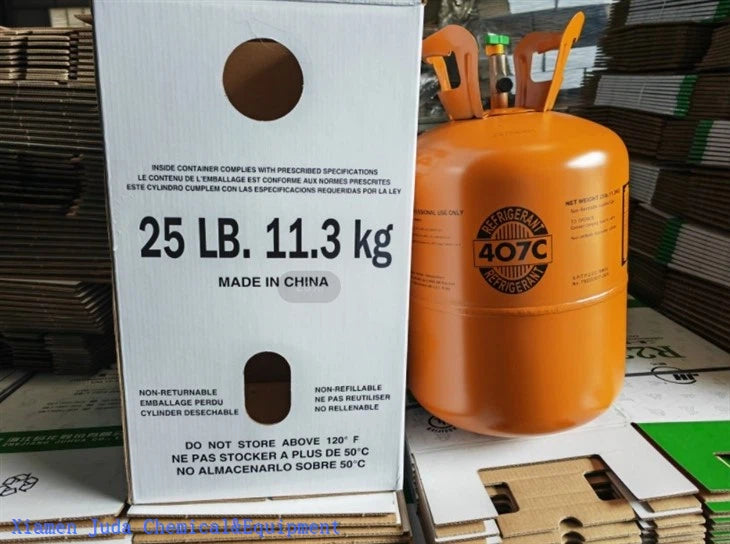 INSIDE CONTAINER COMPLIES WITH PRESCRIBED SPECIFICATIONS
LE CONTENU DE L'EMBALLAGE EST CONFORME AUX NORMES PRESCRITES
ESTE CYLINDRO CUMPLEM CON LAS ESPECIFICACIONES REQUERIDAS POR LA LEY
25 LB. 11.3 kg
MADE IN CHINA
NON-RETURNABLE
EMBALLAGE PERDU
CYLINDER DESECHABLE
NON-REFILLABLE
NE PAS REUTILISER
NO RELLENABLE
DO NOT STORE ABOVE 120° F
NE PAS STOCKER A PLUS DE 50°C
NO ALMACENARLO SOBRE 50°C
USE ONLY
REFRIGERANT
407C
REFRIGERANT
NET WEIGHT
R22
Xiamen Juda Chemical&Equipment